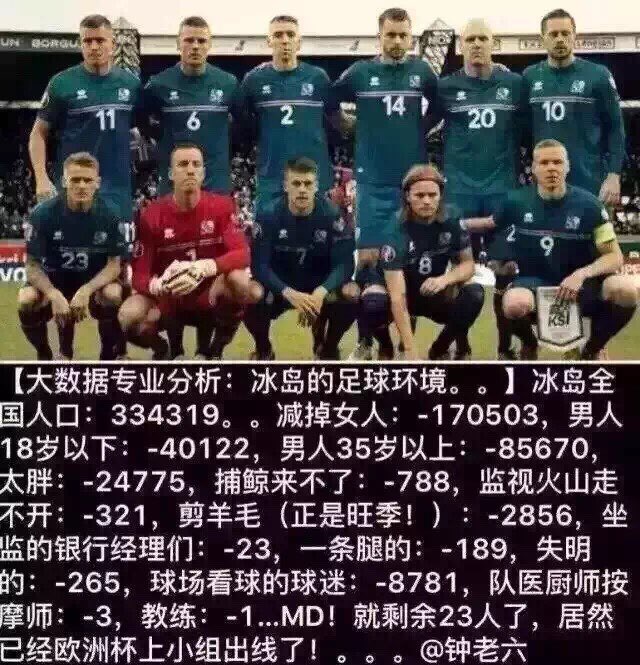 BORGUN
11
6
2
14
20
10
23
1
7
8
2
9
KSÍ
【大数据专业分析：冰岛的足球环境。。】冰岛全
国人口：334319。。减掉女人：-170503，男人
18岁以下：-40122，男人35岁以上：-85670，
太胖：-24775，捕鲸来不了：-788，监视火山走
不开：-321，剪羊毛（正是旺季！）：-2856，坐
监的银行经理们：-23，一条腿的：-189，失明
的：-265，球场看球的球迷：-8781，队医厨师按
摩师：-3，教练：-1...MD！就剩余23人了，居然
已经欧洲杯上小组出线了！。。。@钟老六